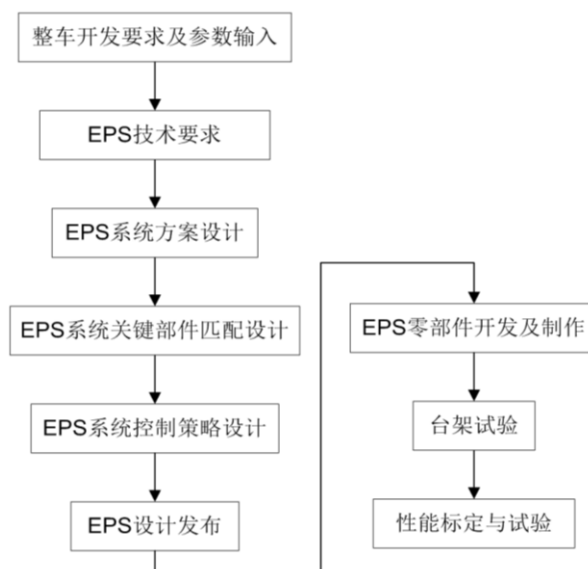 整车开发要求及参数输入
EPS技术要求
EPS系统方案设计
EPS系统关键部件匹配设计
EPS系统控制策略设计
EPS设计发布
EPS零部件开发及制作
台架试验
性能标定与试验